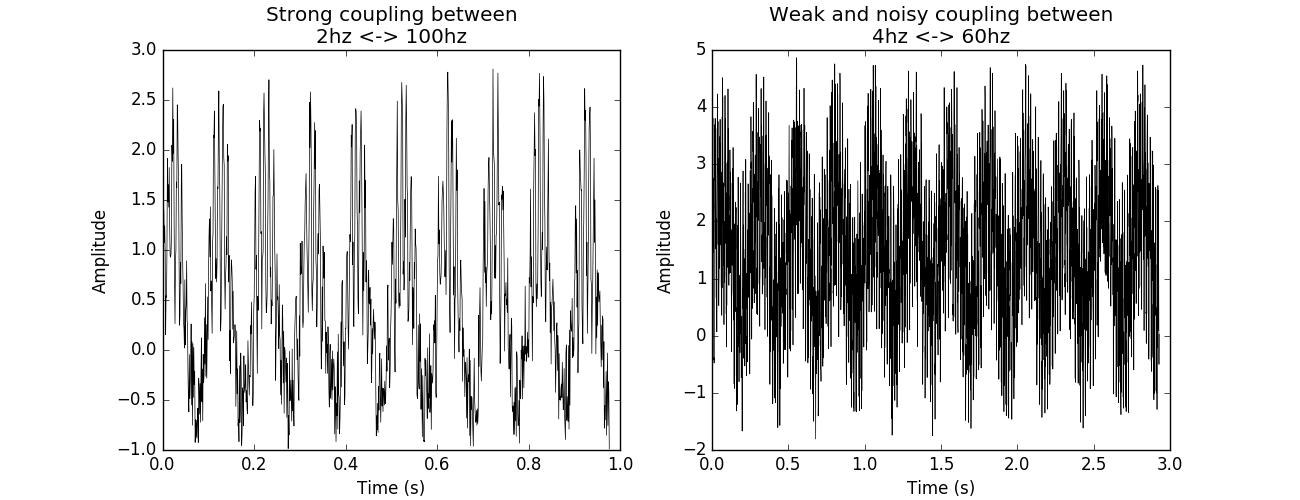 Strong coupling between
2hz <-> 100hz
3.0
2.5
2.0
1.5
1.0
0.5
0.0
−0.5
−1.0
Amplitude
0.0 0.2 0.4 0.6 0.8 1.0
Time (s)
Weak and noisy coupling between
4hz <-> 60hz
5
4
3
2
1
0
−1
−2
Amplitude
0.0 0.5 1.0 1.5 2.0 2.5 3.0
Time (s)